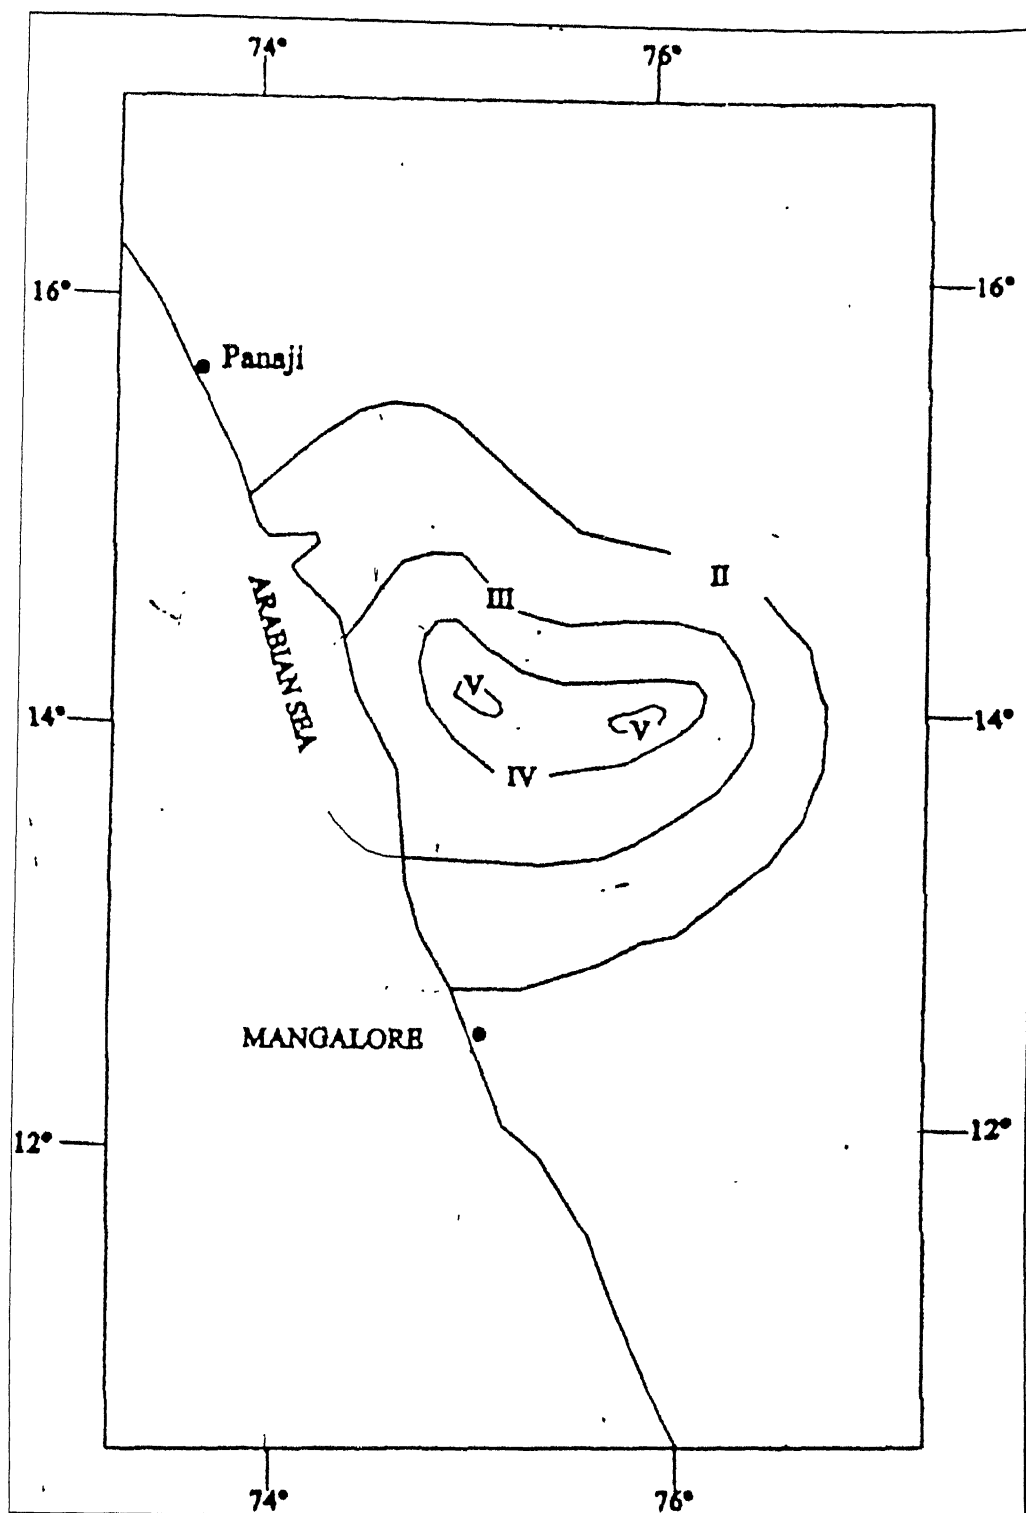 74° 76°
16° 16°
Panaji
II
III
ARABIAN SEA
V
14° V 14°
IV
MANGALORE
12° 12°
74° 76°